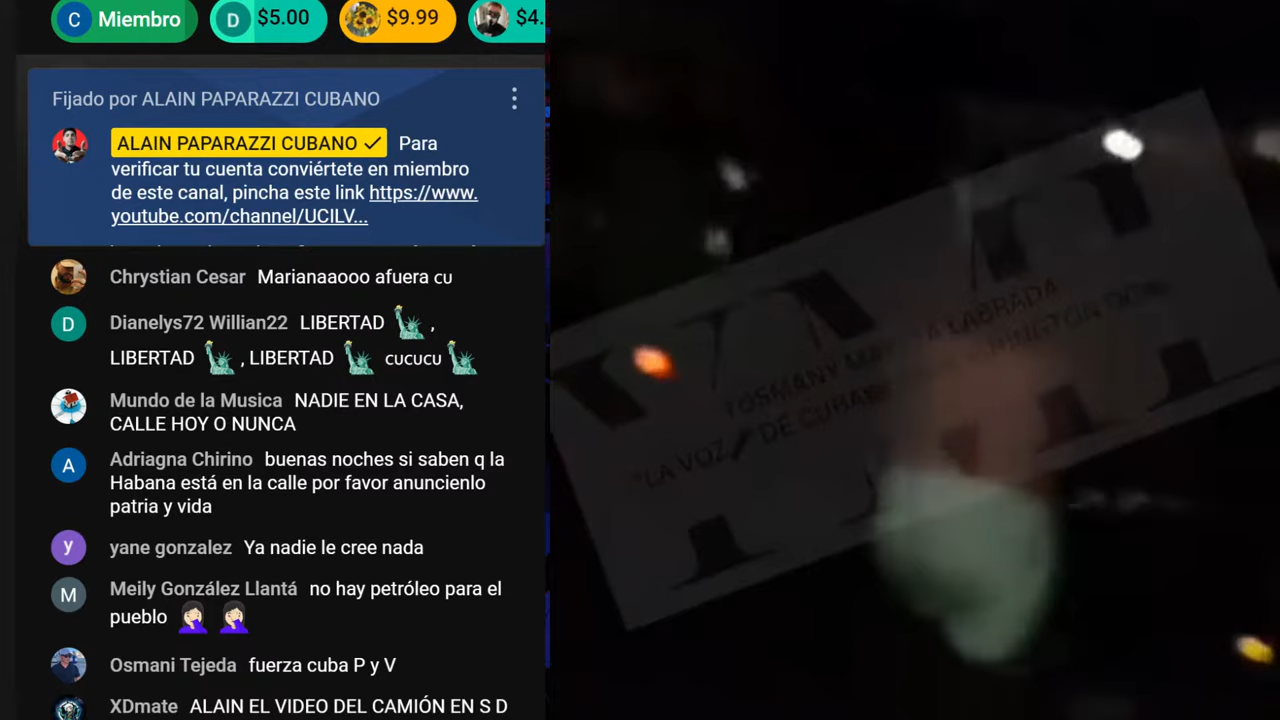 C Miembro D $5.00 $9.99 $4.
Fijado por ALAIN PAPARAZZI CUBANO
ALAIN PAPARAZZI CUBANO Para
verificar tu cuenta conviértete en miembro
de este canal, pincha este link https://www.
youtube.com/channel/UCILV...
Chrystian Cesar Marianaaooo afuera cu
D Dianelys72 Willian22 LIBERTAD ,
LIBERTAD , LIBERTAD cucucu
Mundo de la Musica NADIE EN LA CASA,
CALLE HOY O NUNCA
A Adriagna Chirino buenas noches si saben q la
Habana está en la calle por favor anuncienlo
patria y vida
y yane gonzalez Ya nadie le cree nada
M Meily González Llantá no hay petróleo para el
pueblo
Osmani Tejeda fuerza cuba P y V
XDmate ALAIN EL VIDEO DEL CAMIÓN EN S D
YOSMANY LABRADA
"LA VOZ DE CUBA